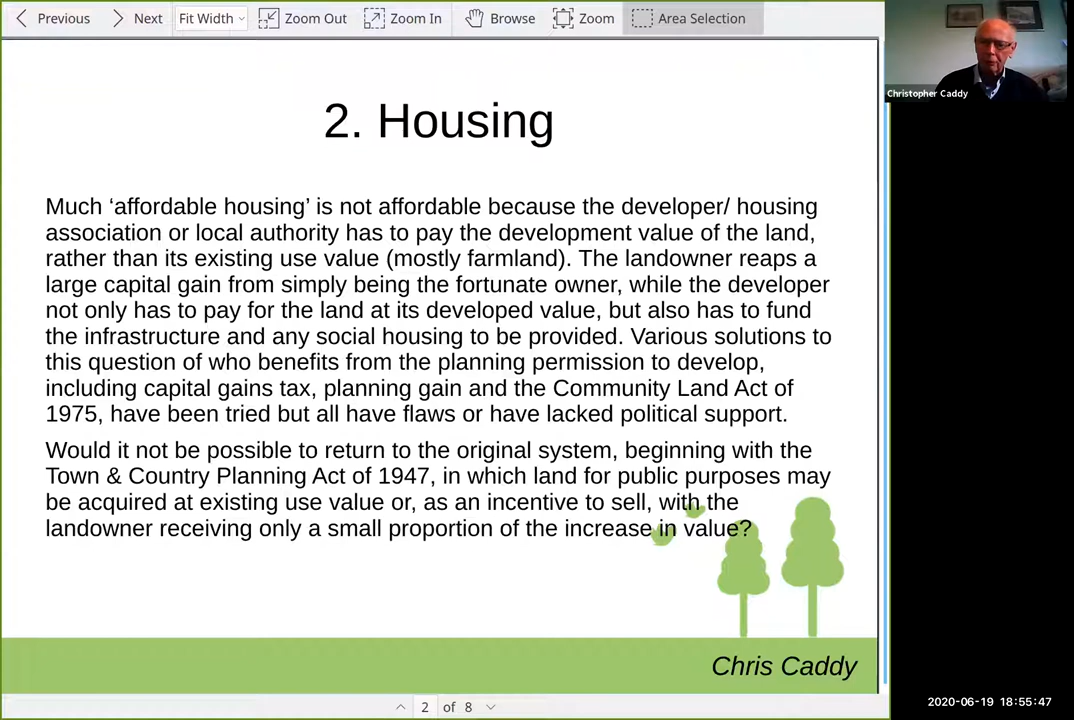 Previous Next Fit Width Zoom Out Zoom In Browse Zoom Area Selection
Christopher Caddy
2. Housing
Much ‘affordable housing’ is not affordable because the developer/ housing
association or local authority has to pay the development value of the land,
rather than its existing use value (mostly farmland). The landowner reaps a
large capital gain from simply being the fortunate owner, while the developer
not only has to pay for the land at its developed value, but also has to fund
the infrastructure and any social housing to be provided. Various solutions to
this question of who benefits from the planning permission to develop,
including capital gains tax, planning gain and the Community Land Act of
1975, have been tried but all have flaws or have lacked political support.
Would it not be possible to return to the original system, beginning with the
Town & Country Planning Act of 1947, in which land for public purposes may
be acquired at existing use value or, as an incentive to sell, with the
landowner receiving only a small proportion of the increase in value?
Chris Caddy
2 of 8
2020-06-19 18:55:47